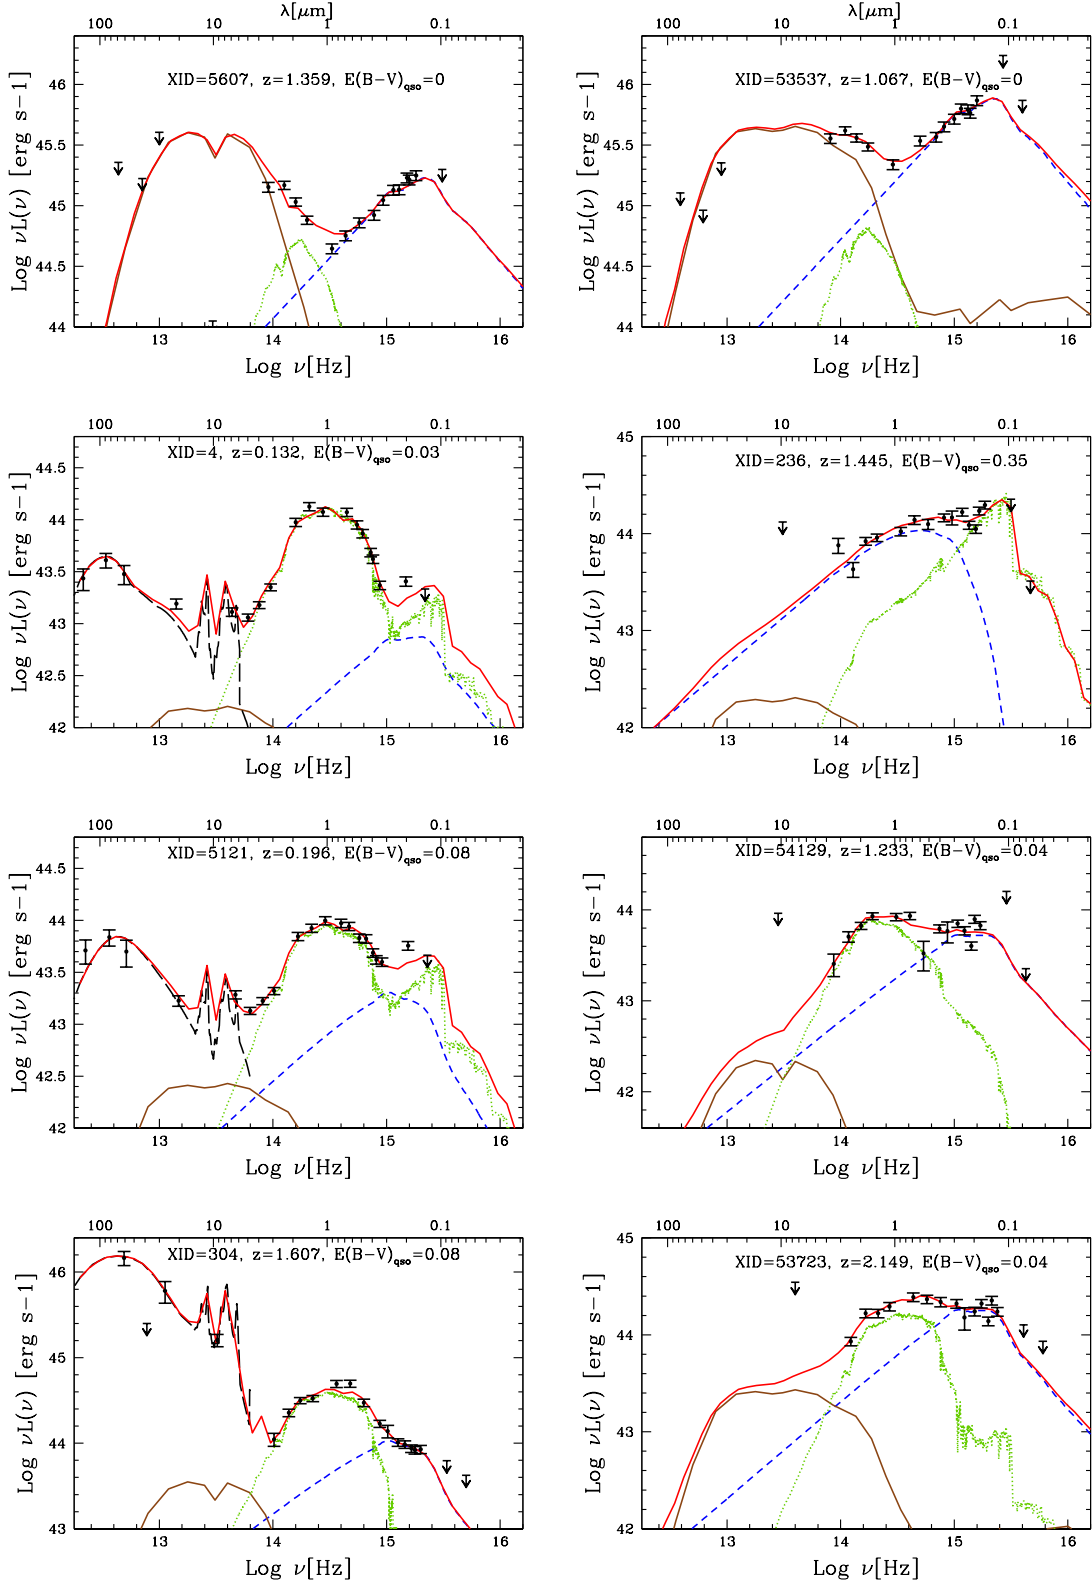 λ[μm]
100 10 1 0.1
XID=5607, z=1.359, E(B−V)qso=0
Log νL(ν) [erg s−1]
46
45.5
45
44.5
44
13 14 15 16
Log ν[Hz]
λ[μm]
100 10 1 0.1
XID=53537, z=1.067, E(B−V)qso=0
Log νL(ν) [erg s−1]
46
45.5
45
44.5
44
13 14 15 16
Log ν[Hz]
100 10 1 0.1
XID=4, z=0.132, E(B−V)qso=0.03
Log νL(ν) [erg s−1]
44.5
44
43.5
43
42.5
42
13 14 15 16
Log ν[Hz]
100 10 1 0.1
XID=236, z=1.445, E(B−V)qso=0.35
Log νL(ν) [erg s−1]
45
44
43
42
13 14 15 16
Log ν[Hz]
100 10 1 0.1
XID=5121, z=0.196, E(B−V)qso=0.08
Log νL(ν) [erg s−1]
44.5
44
43.5
43
42.5
42
13 14 15 16
Log ν[Hz]
100 10 1 0.1
XID=54129, z=1.233, E(B−V)qso=0.04
Log νL(ν) [erg s−1]
44
43
42
13 14 15 16
Log ν[Hz]
100 10 1 0.1
XID=304, z=1.607, E(B−V)qso=0.08
Log νL(ν) [erg s−1]
46
45
44
43
13 14 15 16
Log ν[Hz]
100 10 1 0.1
XID=53723, z=2.149, E(B−V)qso=0.04
Log νL(ν) [erg s−1]
45
44
43
42
13 14 15 16
Log ν[Hz]